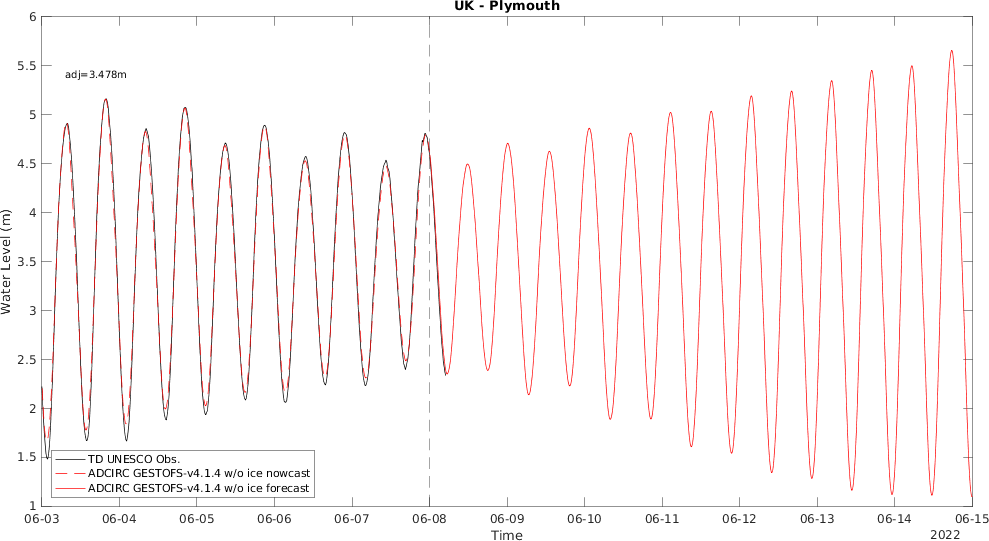 UK - Plymouth
adj=3.478m
6
5.5
5
4.5
4
3.5
3
2.5
2
1.5
1
Water Level (m)
TD UNESCO Obs.
ADCIRC GESTOFS-v4.1.4 w/o ice nowcast
ADCIRC GESTOFS-v4.1.4 w/o ice forecast
06-03 06-04 06-05 06-06 06-07 06-08 06-09 06-10 06-11 06-12 06-13 06-14 06-15
Time
2022